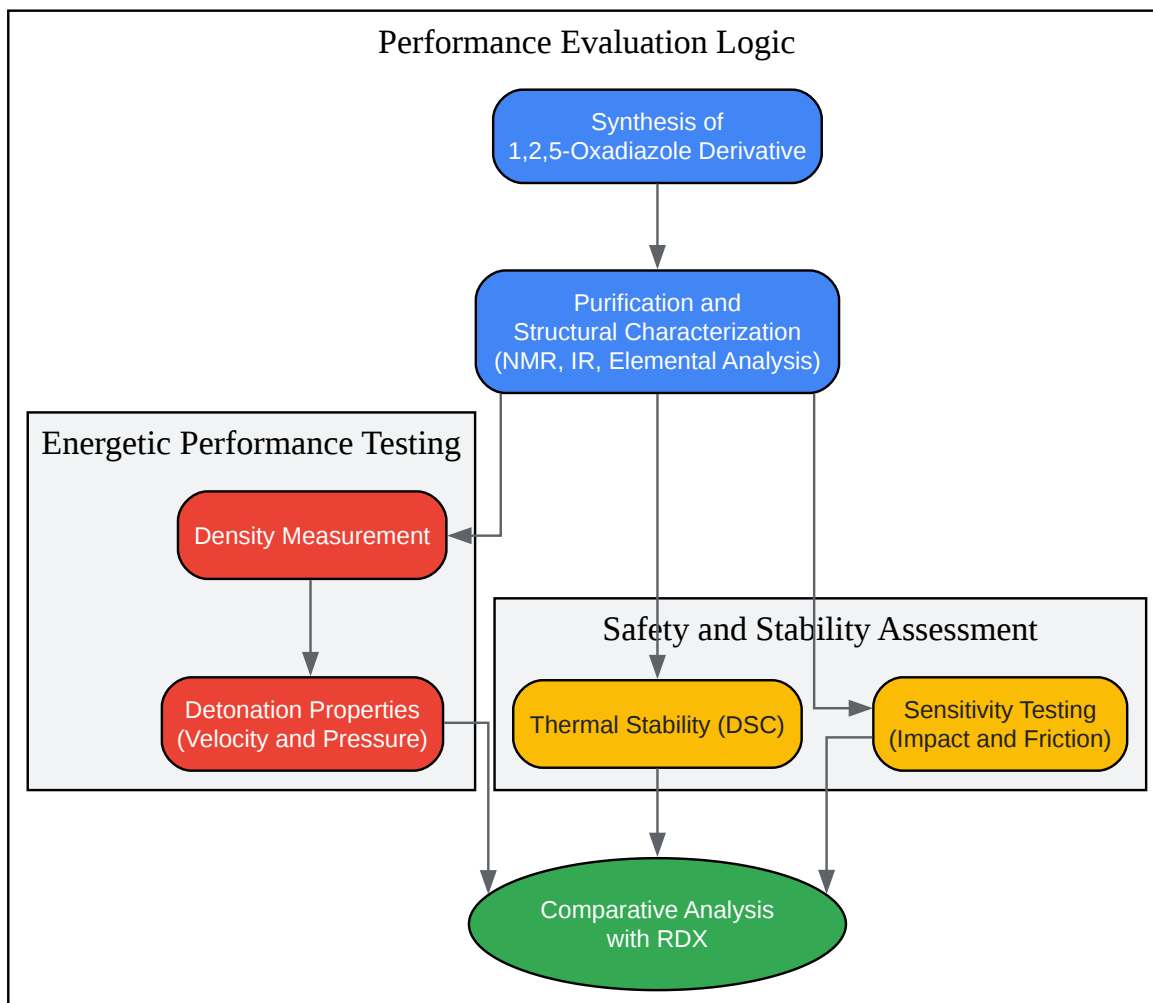 Performance Evaluation Logic
Synthesis of
1,2,5-Oxadiazole Derivative
Purification and
Structural Characterization
(NMR, IR, Elemental Analysis)
Energetic Performance Testing
Density Measurement
Detonation Properties
(Velocity and Pressure)
Safety and Stability Assessment
Thermal Stability (DSC)
Sensitivity Testing
(Impact and Friction)
Comparative Analysis
with RDX